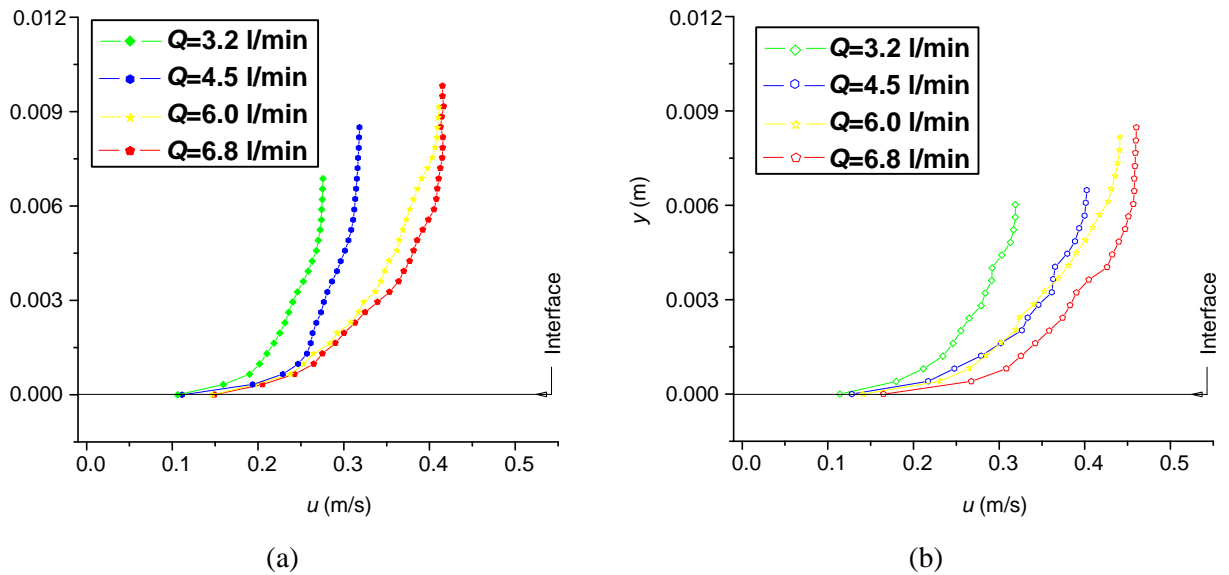 0.012
0.009
0.006
0.003
0.000
0.0
0.1
0.2
0.3
0.4
0.5
u (m/s)
Q=3.2 l/min
Q=4.5 l/min
Q=6.0 l/min
Q=6.8 l/min
Interface
(a)
y (m)
0.012
0.009
0.006
0.003
0.000
0.0
0.1
0.2
0.3
0.4
0.5
u (m/s)
Q=3.2 l/min
Q=4.5 l/min
Q=6.0 l/min
Q=6.8 l/min
Interface
(b)